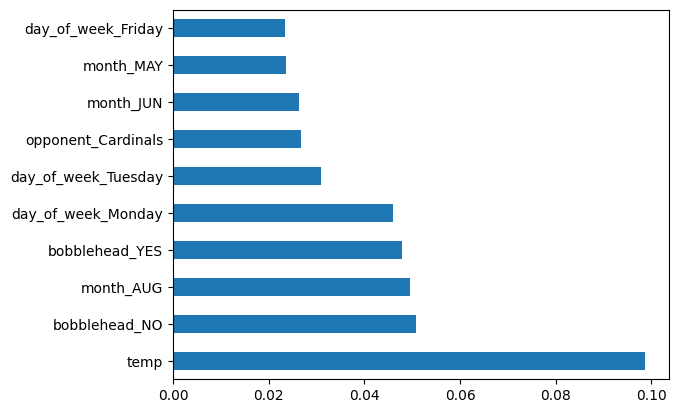 day_of_week_Friday
month_MAY
month_JUN
opponent_Cardinals
day_of_week_Tuesday
day_of_week_Monday
bobblehead_YES
month_AUG
bobblehead_NO
temp
0.00 0.02 0.04 0.06 0.08 0.10